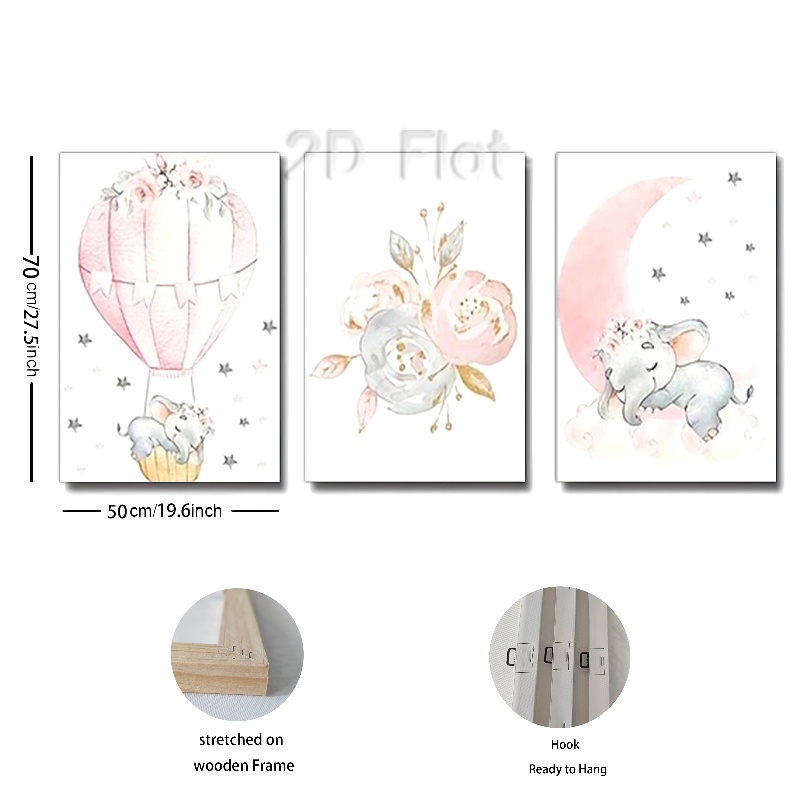 2D Flat
70 cm/27.5inch
50cm/19.6inch
stretched on
wooden Frame
Hook
Ready to Hang